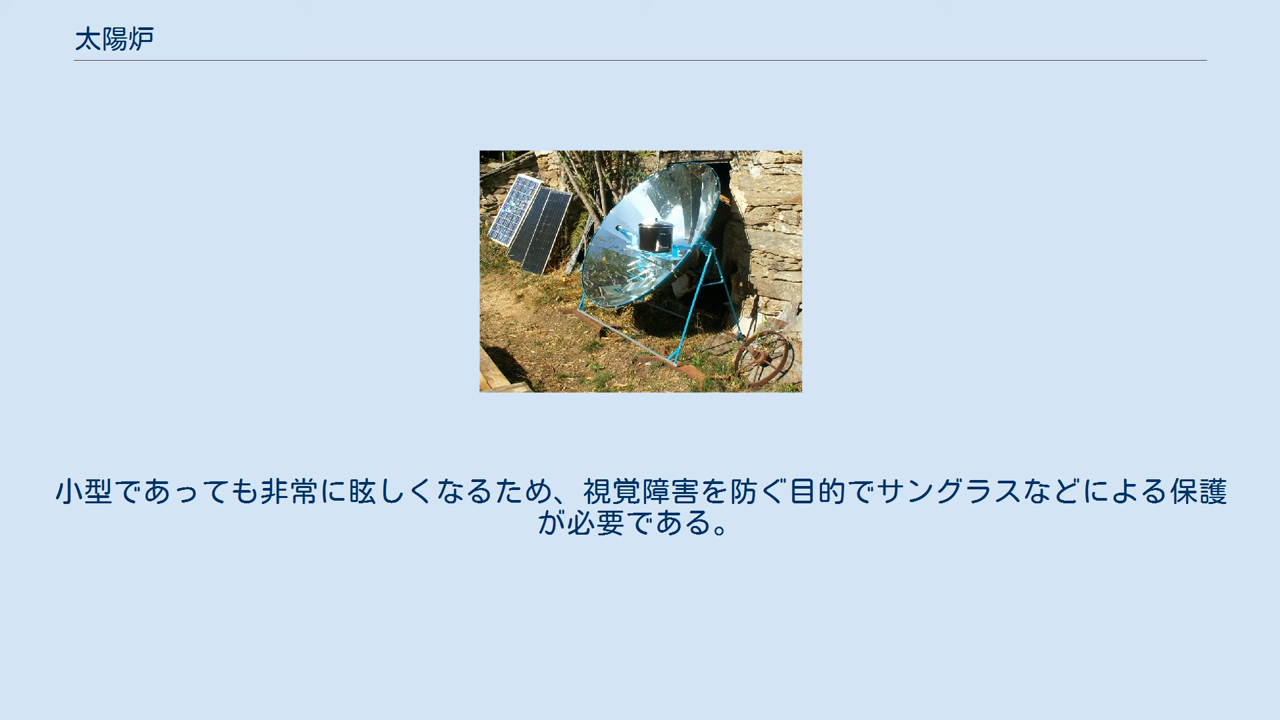 太陽炉
小型であっても非常に眩しくなるため、視覚障害を防ぐ目的でサングラスなどによる保護
が必要である。